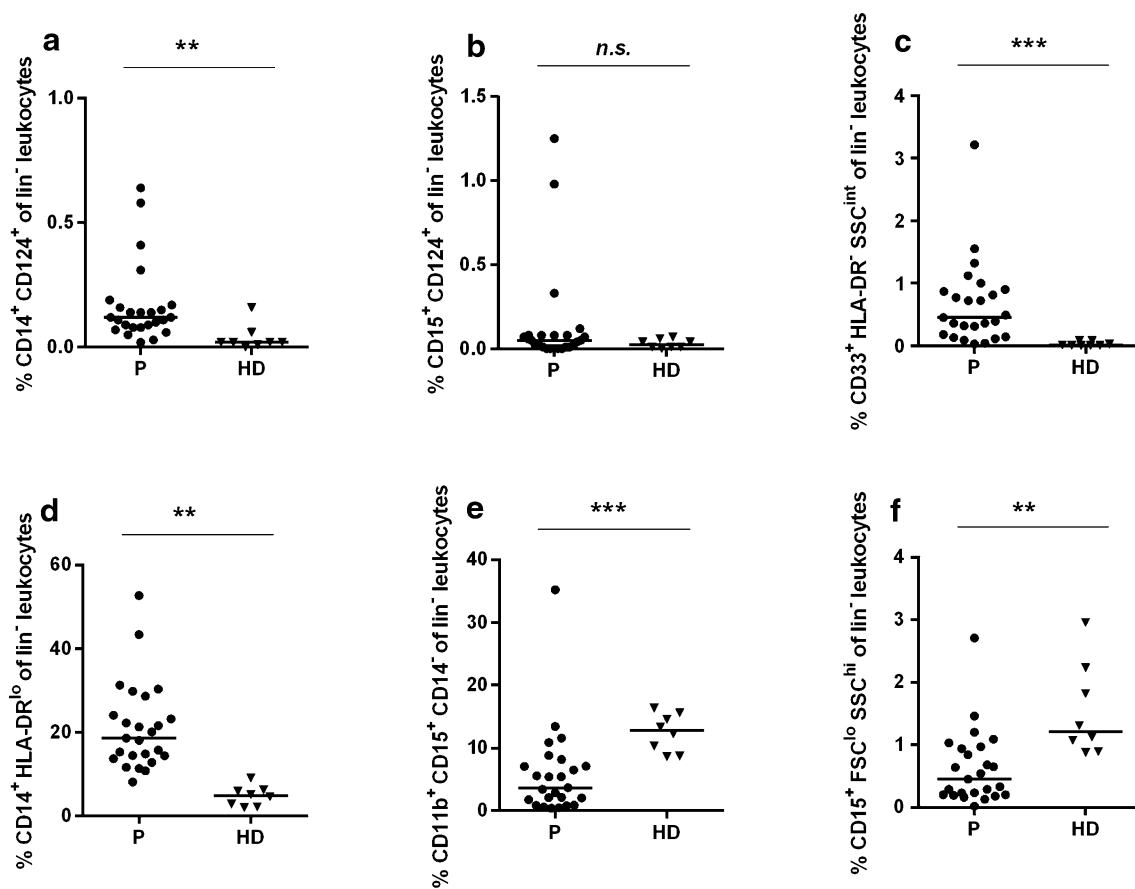 a
**
% CD14⁺ CD124⁺ of lin⁻ leukocytes
1.0
0.5
0.0
P HD
b
n.s.
% CD15⁺ CD124⁺ of lin⁻ leukocytes
1.5
1.0
0.5
0.0
P HD
c
***
% CD33⁺ HLA-DR⁻ SSCⁱⁿᵗ of lin⁻ leukocytes
4
3
2
1
0
P HD
d
**
% CD14⁺ HLA-DRˡᵒ of lin⁻ leukocytes
60
40
20
0
P HD
e
***
% CD11b⁺ CD15⁺ CD14⁻ of lin⁻ leukocytes
40
30
20
10
0
P HD
f
**
% CD15⁺ FSCˡᵒ SSCʰⁱ of lin⁻ leukocytes
4
3
2
1
0
P HD